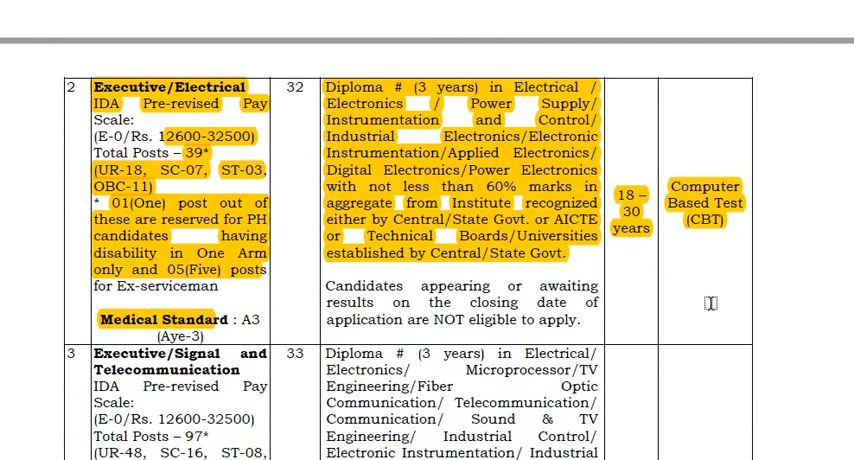 2
Executive/Electrical
IDA Pre-revised Pay
Scale:
(E-0/Rs. 12600-32500)
Total Posts – 39*
(UR-18, SC-07, ST-03,
OBC-11)
* 01(One) post out of
these are reserved for PH
candidates having
disability in One Arm
only and 05(Five) posts
for Ex-serviceman
Medical Standard : A3
(Aye-3)
32
Diploma # (3 years) in Electrical /
Electronics / Power Supply/
Instrumentation and Control/
Industrial Electronics/Electronic
Instrumentation/Applied Electronics/
Digital Electronics/Power Electronics
with not less than 60% marks in
aggregate from Institute recognized
either by Central/State Govt. or AICTE
or Technical Boards/Universities
established by Central/State Govt.
Candidates appearing or awaiting
results on the closing date of
application are NOT eligible to apply.
18 –
30
years
Computer
Based Test
(CBT)
3
Executive/Signal and
Telecommunication
IDA Pre-revised Pay
Scale:
(E-0/Rs. 12600-32500)
Total Posts – 97*
(UR-48, SC-16, ST-08,
33
Diploma # (3 years) in Electrical/
Electronics/ Microprocessor/TV
Engineering/Fiber Optic
Communication/ Telecommunication/
Communication/ Sound & TV
Engineering/ Industrial Control/
Electronic Instrumentation/ Industrial